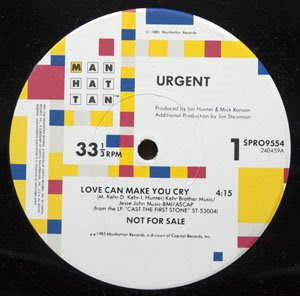 ℗ 1985, Manhattan Records.
MAN
HAT
TAN
URGENT
Produced by Ian Hunter & Mick Ronson
Additional Production by Jim Steinman
33 1/3 RPM
1
SPRO9554
240459A
LOVE CAN MAKE YOU CRY 4:15
(M. Kehr-D. Kehr-I. Hunter) Kehr Brother Music/
Jesse John Music-BMI/ASCAP
(from the LP "CAST THE FIRST STONE" ST-53004)
NOT FOR SALE
1985 Manhattan Records, a division of Capitol Records, Inc.